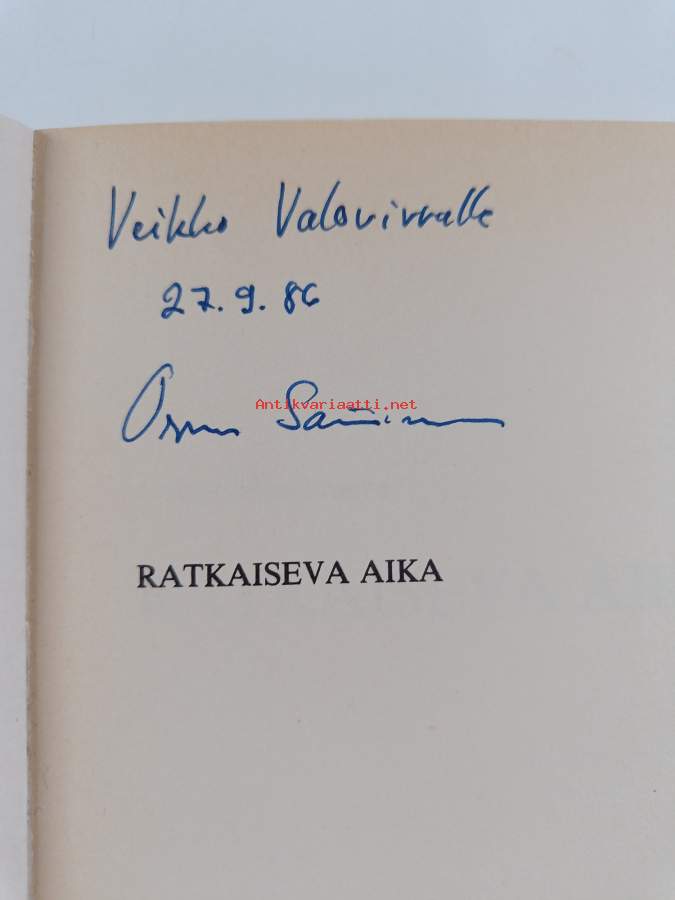 Veikko Valovirralle
27.9.86
Antikvariaatti.net
RATKAISEVA AIKA